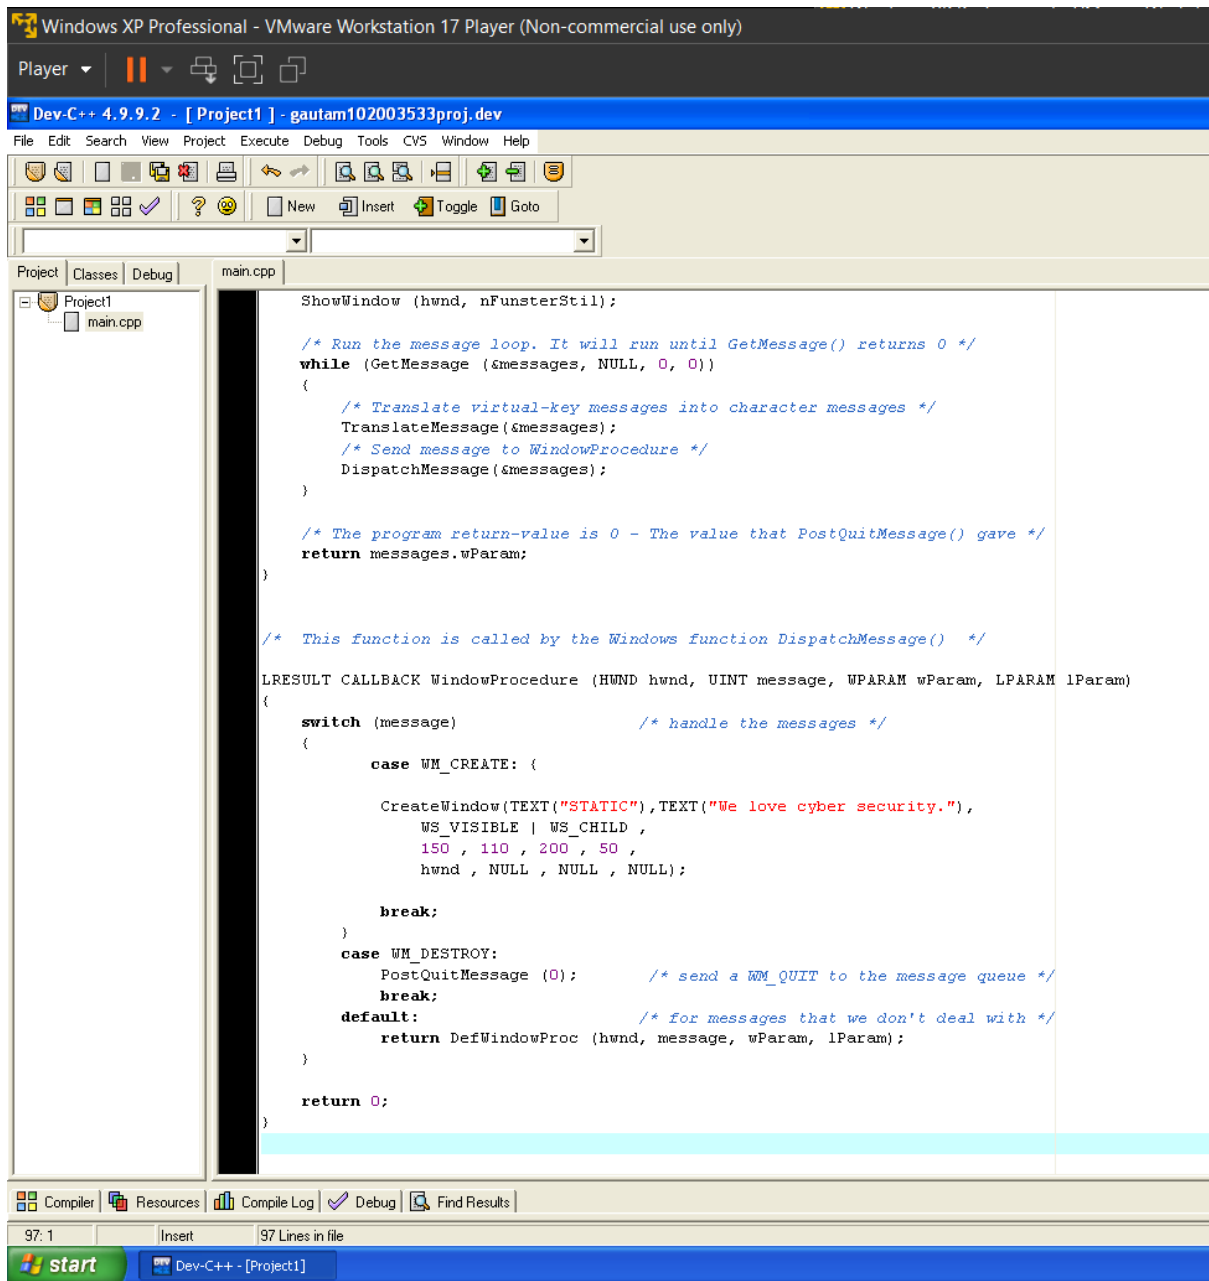 Windows XP Professional - VMware Workstation 17 Player (Non-commercial use only)
Player
Dev-C++ 4.9.9.2 - [ Project1 ] - gautam102003533proj.dev
File Edit Search View Project Execute Debug Tools CVS Window Help
New Insert Toggle Goto
Project Classes Debug main.cpp
Project1
main.cpp
ShowWindow (hwnd, nFunsterStil);
/* Run the message loop. It will run until GetMessage() returns 0 */
while (GetMessage (&messages, NULL, 0, 0))
{
/* Translate virtual-key messages into character messages */
TranslateMessage(&messages);
/* Send message to WindowProcedure */
DispatchMessage(&messages);
}
/* The program return-value is 0 - The value that PostQuitMessage() gave */
return messages.wParam;
}
/*  This function is called by the Windows function DispatchMessage()  */
LRESULT CALLBACK WindowProcedure (HWND hwnd, UINT message, WPARAM wParam, LPARAM lParam)
{
switch (message) /* handle the messages */
{
case WM_CREATE: {
CreateWindow(TEXT("STATIC"),TEXT("We love cyber security."),
WS_VISIBLE | WS_CHILD ,
150 , 110 , 200 , 50 ,
hwnd , NULL , NULL , NULL);
break;
}
case WM_DESTROY:
PostQuitMessage (0); /* send a WM_QUIT to the message queue */
break;
default: /* for messages that we don't deal with */
return DefWindowProc (hwnd, message, wParam, lParam);
}
return 0;
}
Compiler Resources Compile Log Debug Find Results
97: 1 Insert 97 Lines in file
start Dev-C++ - [Project1]